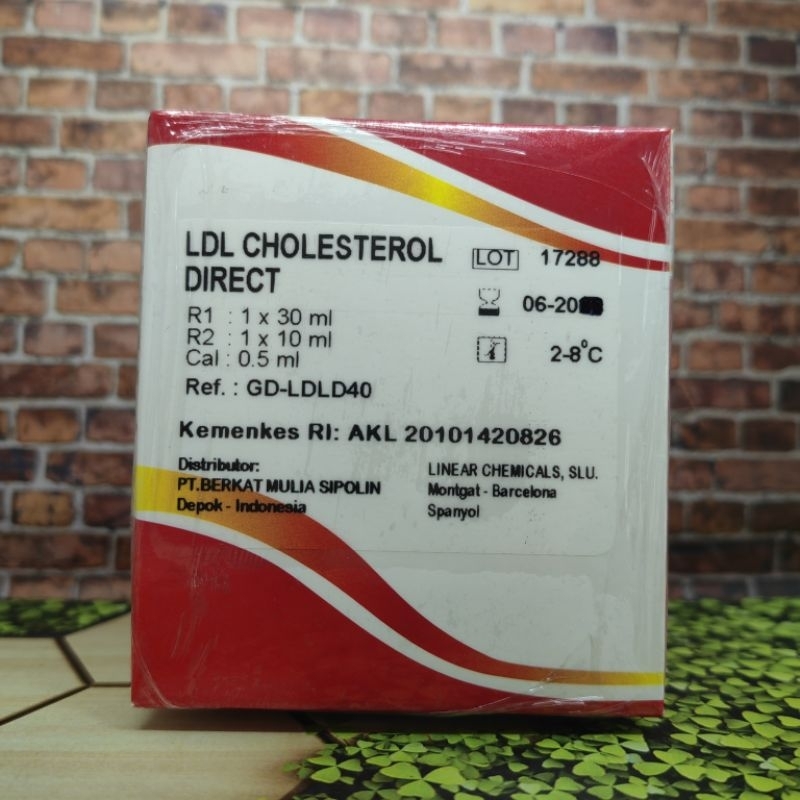 LDL CHOLESTEROL
DIRECT
R1 : 1 x 30 ml
R2 : 1 x 10 ml
Cal : 0.5 ml
Ref. : GD-LDLD40
LOT 17288
06-20
2-8°C
Kemenkes RI: AKL 20101420826
Distributor:
PT.BERKAT MULIA SIPOLIN
Depok - Indonesia
LINEAR CHEMICALS, SLU.
Montgat - Barcelona
Spanyol